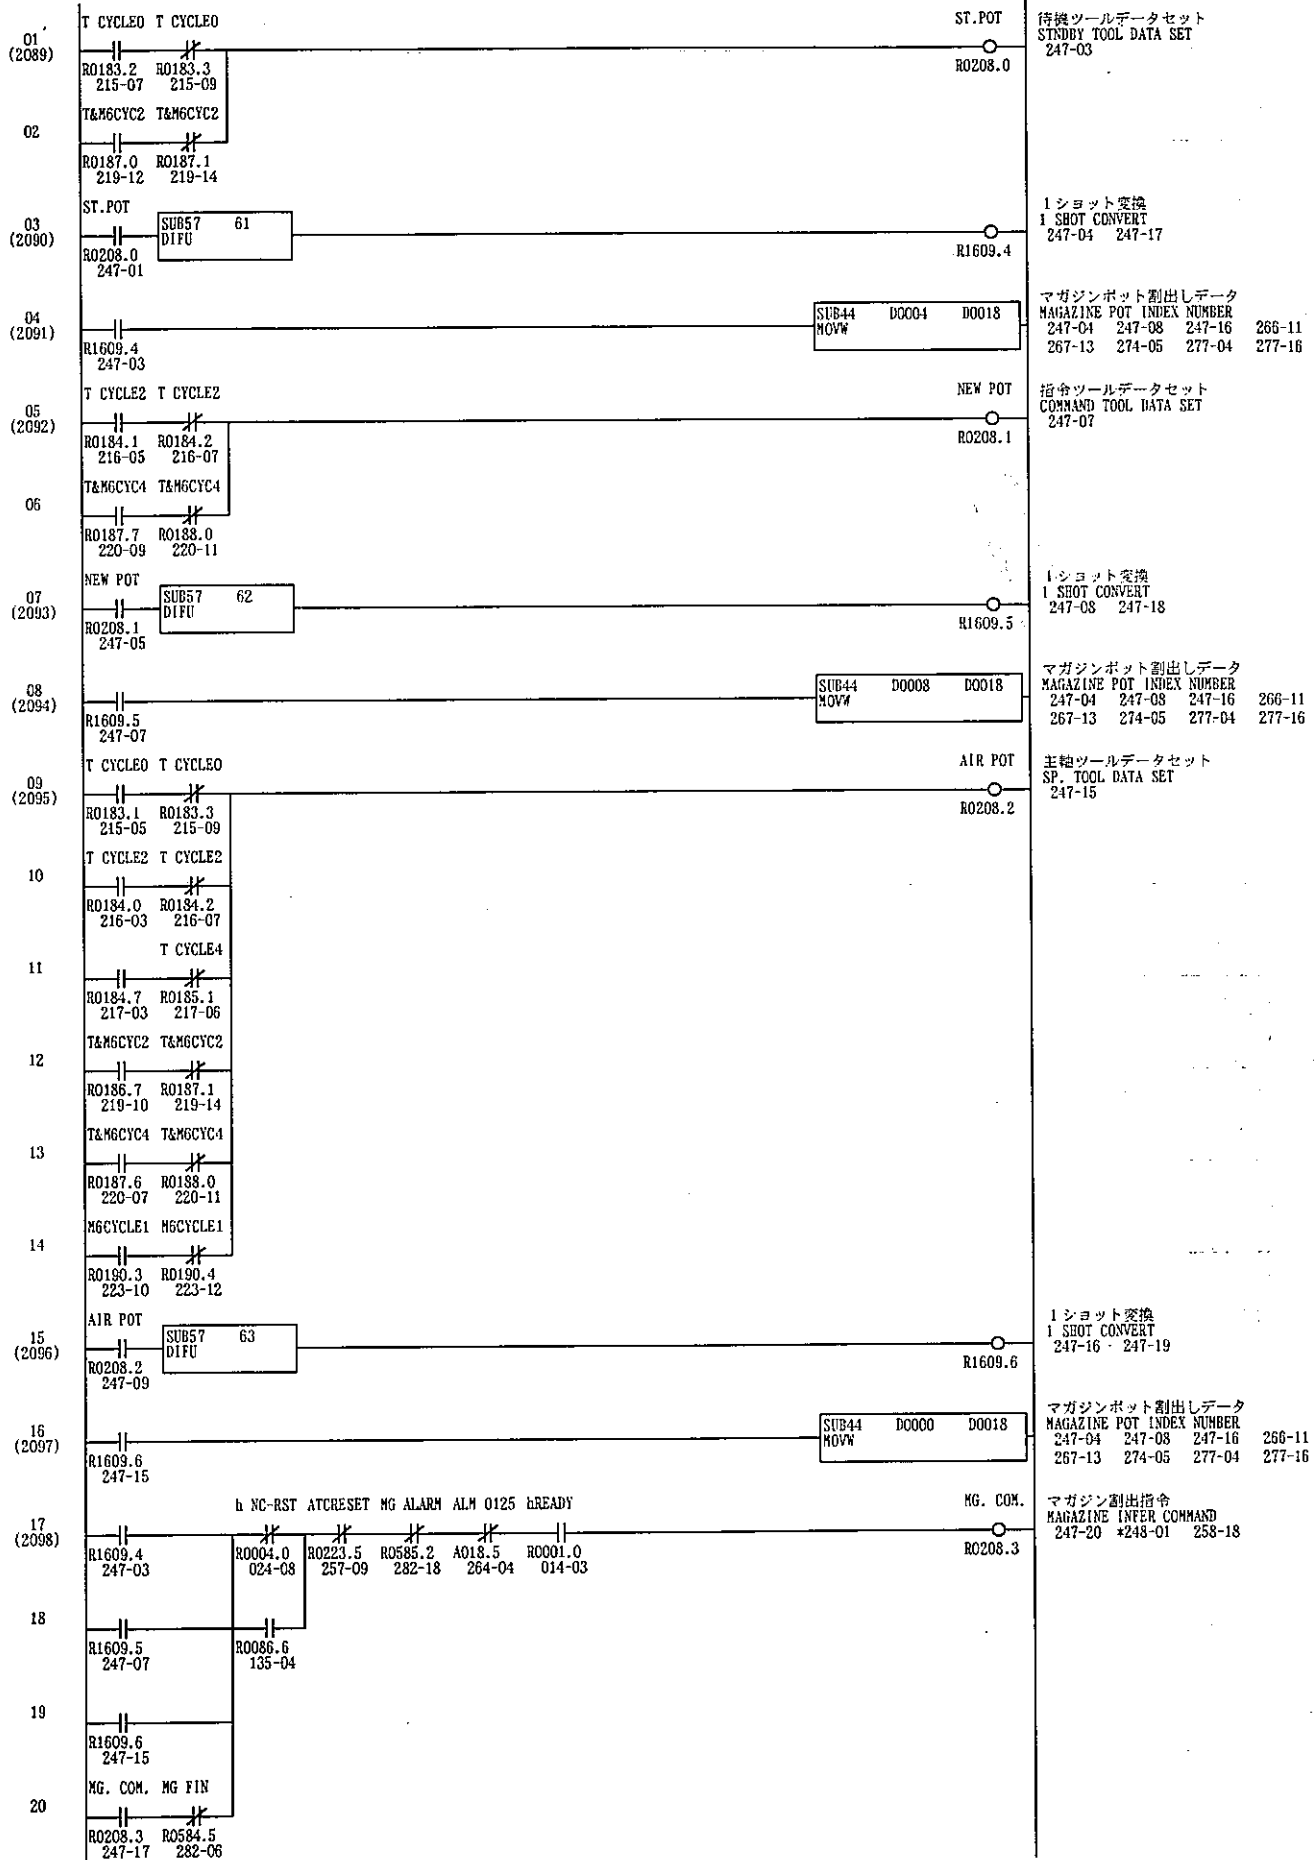 T CYCLE0 T CYCLE0 ST.POT 待機ツールデータセット
01 STNDBY TOOL DATA SET
(2089) 247-03
R0183.2 R0183.3 R0208.0
215-07 215-09
T&M6CYC2 T&M6CYC2
02
R0187.0 R0187.1
219-12 219-14
ST.POT 1ショット変換
03 SUB57 61 1 SHOT CONVERT
(2090) DIFU 247-04 247-17
R0208.0 R1609.4
247-01
マガジンポット割出しデータ
04 SUB44 D0004 D0018 MAGAZINE POT INDEX NUMBER
(2091) MOVW 247-04 247-08 247-16 266-11
R1609.4 267-13 274-05 277-04 277-16
247-03
T CYCLE2 T CYCLE2 NEW POT 指令ツールデータセット
05 COMMAND TOOL DATA SET
(2092) 247-07
R0184.1 R0184.2 R0208.1
216-05 216-07
T&M6CYC4 T&M6CYC4
06
R0187.7 R0188.0
220-09 220-11
NEW POT 1ショット変換
07 SUB57 62 1 SHOT CONVERT
(2093) DIFU 247-08 247-18
R0208.1 R1609.5
247-05
マガジンポット割出しデータ
08 SUB44 D0008 D0018 MAGAZINE POT INDEX NUMBER
(2094) MOVW 247-04 247-08 247-16 266-11
R1609.5 267-13 274-05 277-04 277-16
247-07
T CYCLE0 T CYCLE0 AIR POT 主軸ツールデータセット
09 SP. TOOL DATA SET
(2095) 247-15
R0183.1 R0183.3 R0208.2
215-05 215-09
T CYCLE2 T CYCLE2
10
R0184.0 R0184.2
216-03 216-07
T CYCLE4
11
R0184.7 R0185.1
217-03 217-06
T&M6CYC2 T&M6CYC2
12
R0186.7 R0187.1
219-10 219-14
T&M6CYC4 T&M6CYC4
13
R0187.6 R0188.0
220-07 220-11
M6CYCLE1 M6CYCLE1
14
R0190.3 R0190.4
223-10 223-12
AIR POT 1ショット変換
15 SUB57 63 1 SHOT CONVERT
(2096) DIFU 247-16 247-19
R0208.2 R1609.6
247-09
マガジンポット割出しデータ
16 SUB44 D0000 D0018 MAGAZINE POT INDEX NUMBER
(2097) MOVW 247-04 247-08 247-16 266-11
R1609.6 267-13 274-05 277-04 277-16
247-15
h NC-RST ATCRESET MG ALARM ALM 0125 hREADY MG. COM. マガジン割出指令
17 MAGAZINE INFER COMMAND
(2098) 247-20 *248-01 258-18
R1609.4 R0004.0 R0223.5 R0585.2 A018.5 R0001.0 R0208.3
247-03 024-08 257-09 282-18 264-04 014-03
18
R1609.5 R0086.6
247-07 135-04
19
R1609.6
247-15
MG. COM. MG FIN
20
R0208.3 R0584.5
247-17 282-06